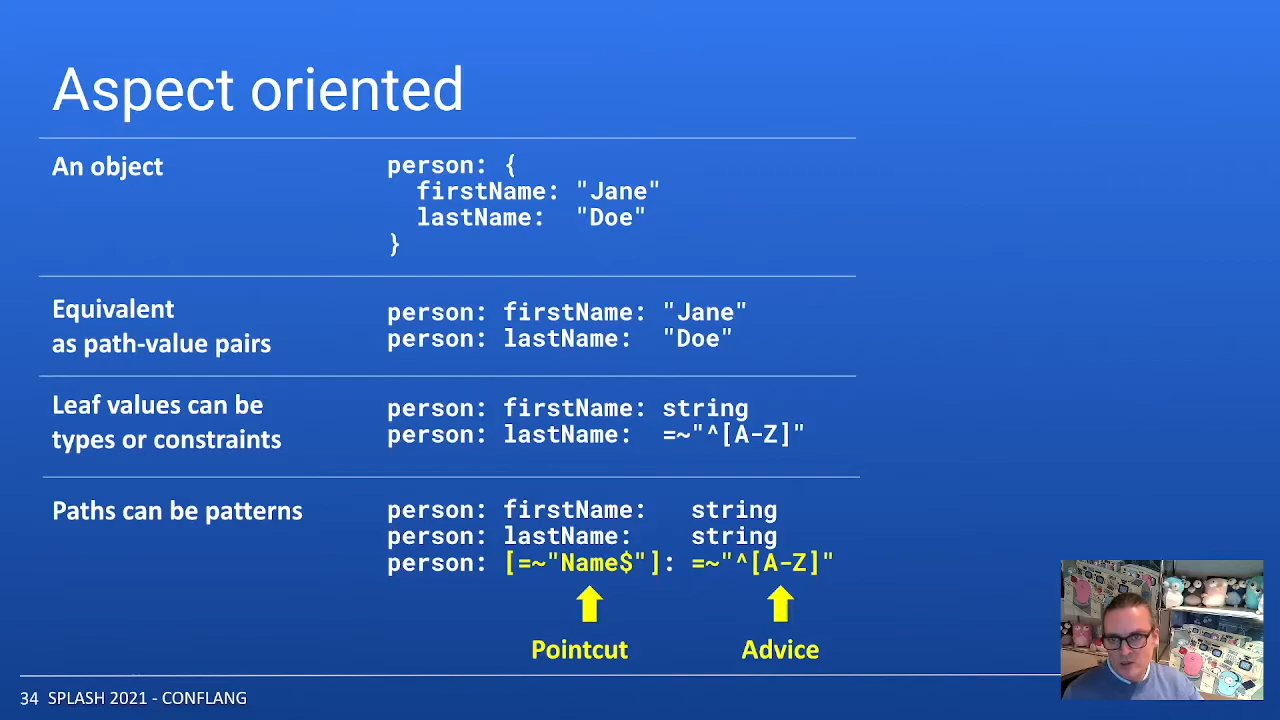 Aspect oriented
An object
person: {
  firstName: "Jane"
  lastName:  "Doe"
}
Equivalent
as path-value pairs
person: firstName: "Jane"
person: lastName:  "Doe"
Leaf values can be
types or constraints
person: firstName: string
person: lastName:  =~"^[A-Z]"
Paths can be patterns
person: firstName:   string
person: lastName:    string
person: [=~"Name$"]: =~"^[A-Z]"
Pointcut
Advice
34 SPLASH 2021 - CONFLANG